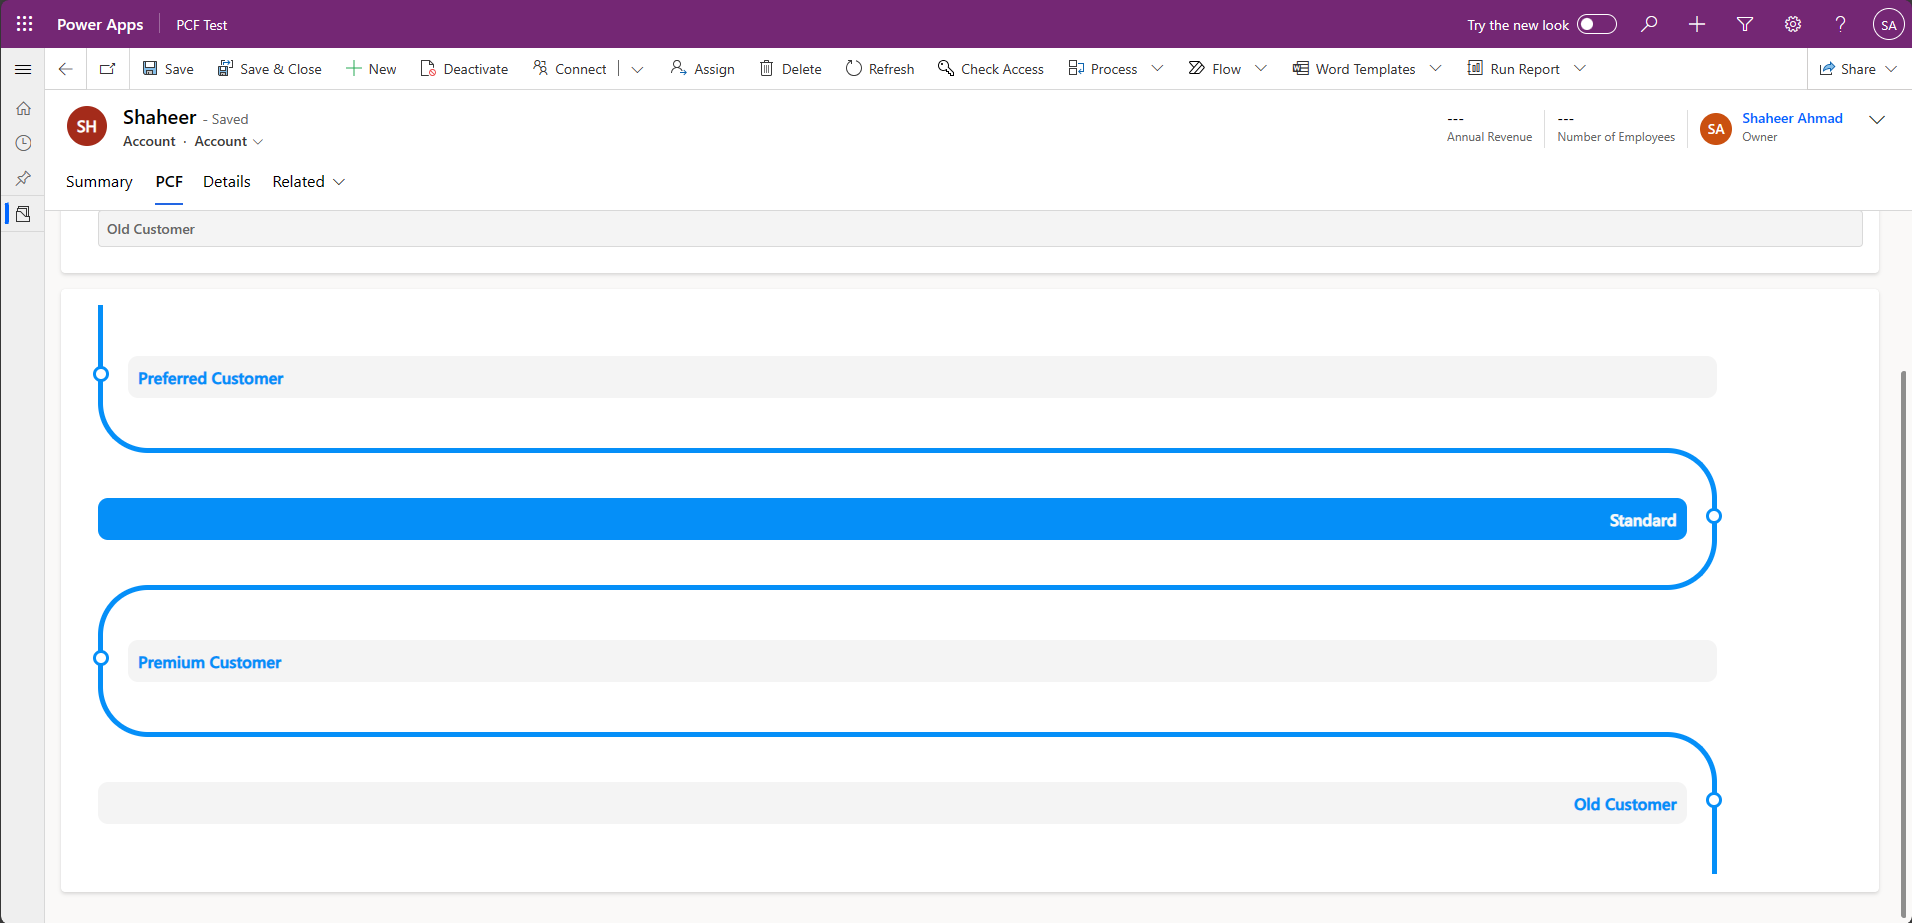 Power Apps PCF Test Try the new look SA
Save Save & Close New Deactivate Connect Assign Delete Refresh Check Access Process Flow Word Templates Run Report Share
SH Shaheer - Saved
Account · Account
--- Annual Revenue
--- Number of Employees
SA Shaheer Ahmad
Owner
Summary PCF Details Related
Old Customer
Preferred Customer
Standard
Premium Customer
Old Customer